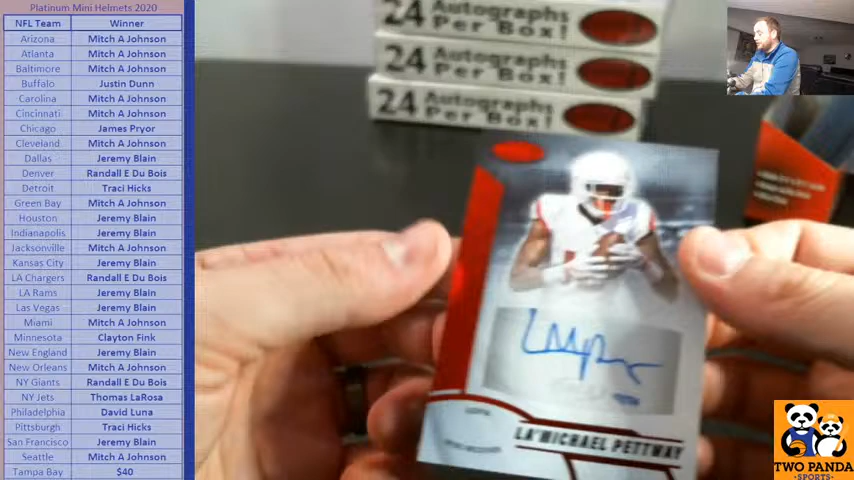 Platinum Mini Helmets 2020
NFL Team Winner
Arizona Mitch A Johnson
Atlanta Mitch A Johnson
Baltimore Mitch A Johnson
Buffalo Justin Dunn
Carolina Mitch A Johnson
Cincinnati Mitch A Johnson
Chicago James Pryor
Cleveland Mitch A Johnson
Dallas Jeremy Blain
Denver Randall E Du Bois
Detroit Traci Hicks
Green Bay Mitch A Johnson
Houston Jeremy Blain
Indianapolis Jeremy Blain
Jacksonville Mitch A Johnson
Kansas City Jeremy Blain
LA Chargers Randall E Du Bois
LA Rams Jeremy Blain
Las Vegas Jeremy Blain
Miami Mitch A Johnson
Minnesota Clayton Fink
New England Jeremy Blain
New Orleans Mitch A Johnson
NY Giants Randall E Du Bois
NY Jets Thomas LaRosa
Philadelphia David Luna
Pittsburgh Traci Hicks
San Francisco Jeremy Blain
Seattle Mitch A Johnson
Tampa Bay $40
24 Autographs Per Box!
24 Autographs Per Box!
24 Autographs Per Box!
LA'MICHAEL PETTWAY
TWO PANDA
-SPORTS-